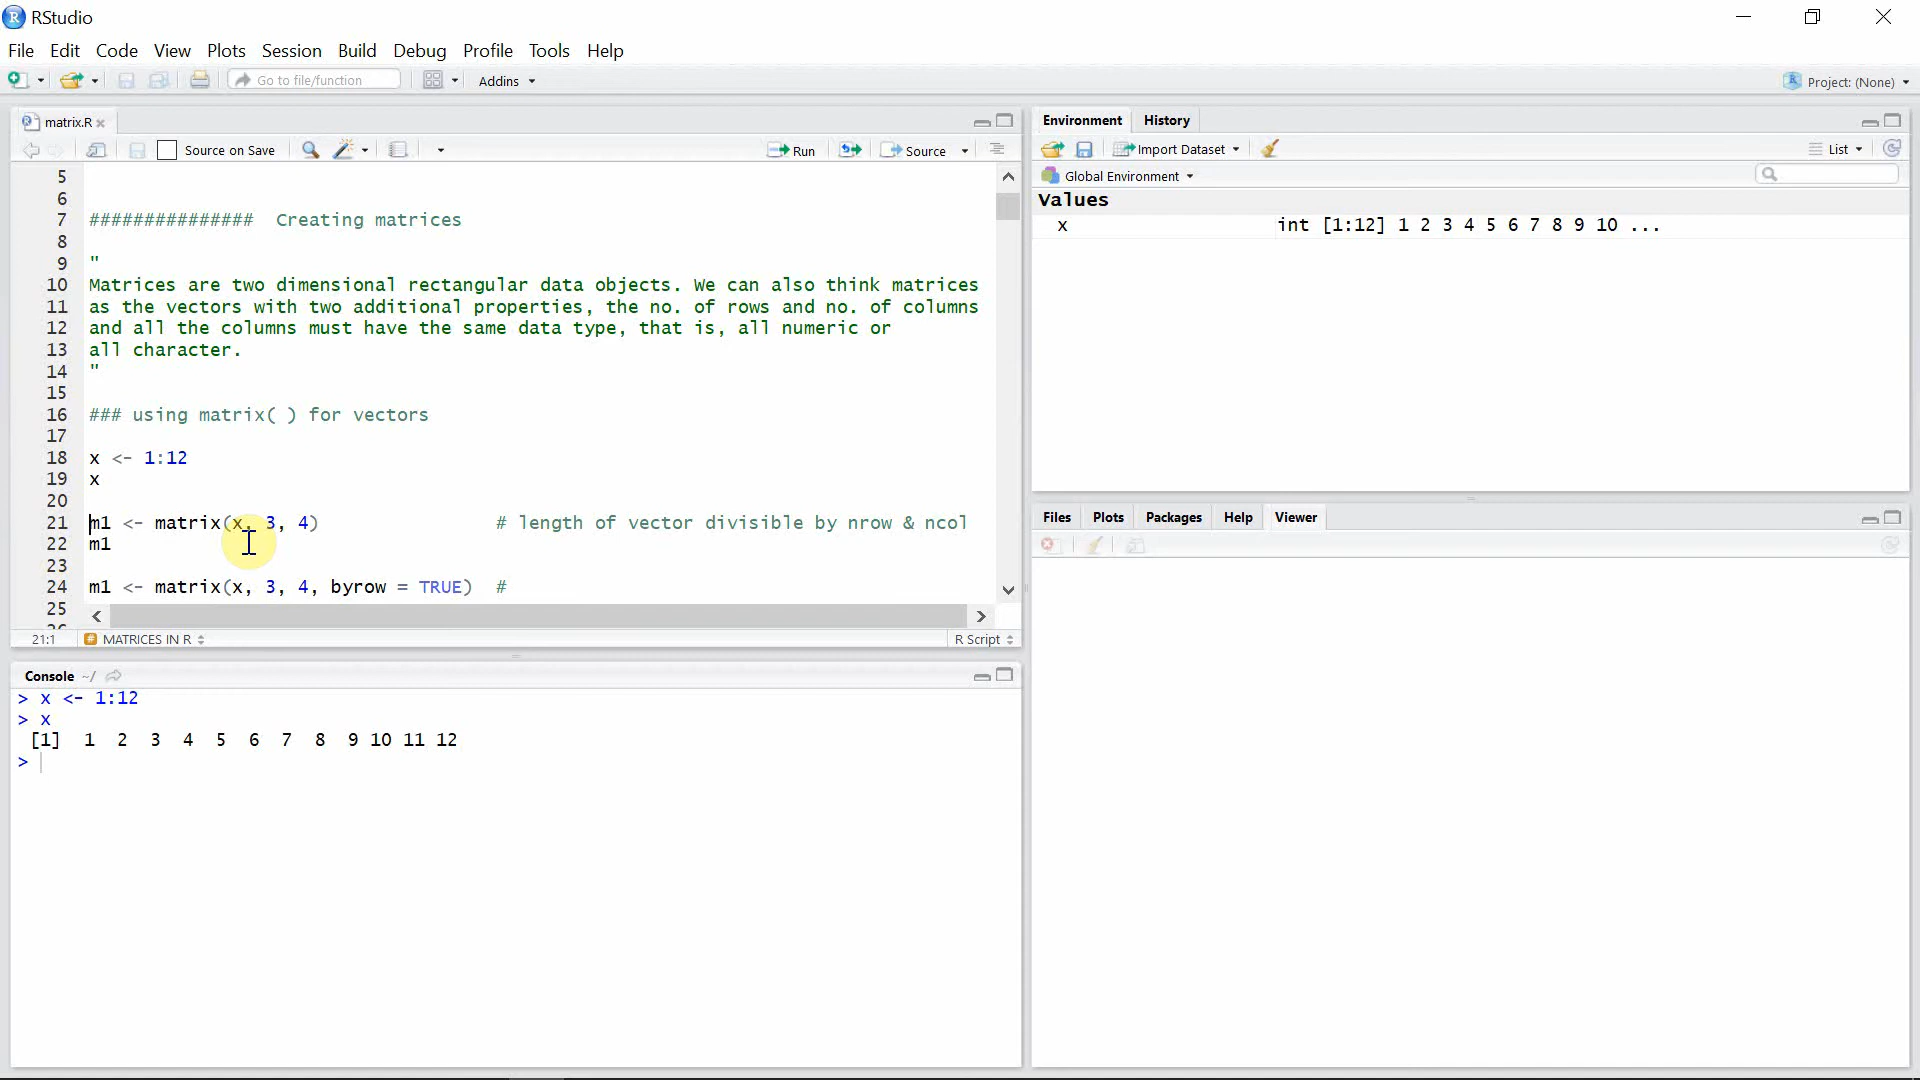 RStudio
File Edit Code View Plots Session Build Debug Profile Tools Help
Go to file/function Addins Project: (None)
matrix.R
Source on Save Run Source
5
6
7 ############### Creating matrices
8
9 "
10 Matrices are two dimensional rectangular data objects. We can also think matrices
11 as the vectors with two additional properties, the no. of rows and no. of columns
12 and all the columns must have the same data type, that is, all numeric or
13 all character.
14 "
15
16 ### using matrix( ) for vectors
17
18 x <- 1:12
19 x
20
21 m1 <- matrix(x, 3, 4) # length of vector divisible by nrow & ncol
22 m1
23
24 m1 <- matrix(x, 3, 4, byrow = TRUE) #
25
21:1 MATRICES IN R R Script
Console ~/
> x <- 1:12
> x
[1] 1 2 3 4 5 6 7 8 9 10 11 12
>
Environment History
Import Dataset List
Global Environment
Values
x int [1:12] 1 2 3 4 5 6 7 8 9 10 ...
Files Plots Packages Help Viewer